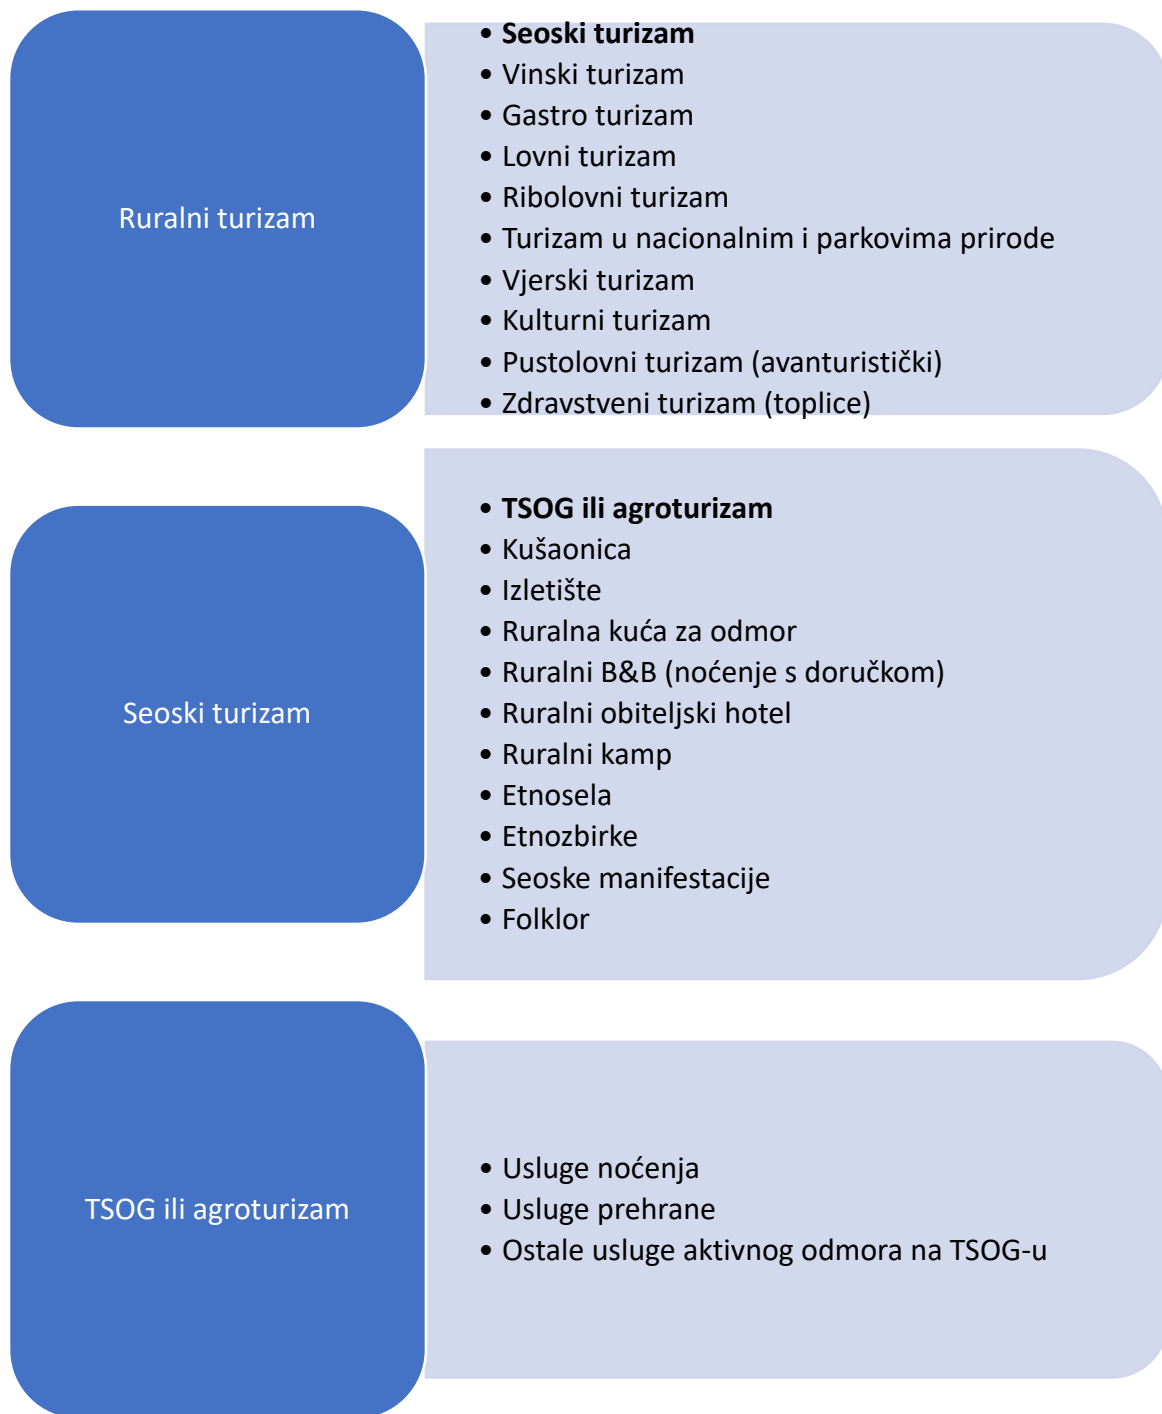 Ruralni turizam
• Seoski turizam
• Vinski turizam
• Gastro turizam
• Lovni turizam
• Ribolovni turizam
• Turizam u nacionalnim i parkovima prirode
• Vjerski turizam
• Kulturni turizam
• Pustolovni turizam (avanturistički)
• Zdravstveni turizam (toplice)
Seoski turizam
• TSOG ili agroturizam
• Kušaonica
• Izletište
• Ruralna kuća za odmor
• Ruralni B&B (noćenje s doručkom)
• Ruralni obiteljski hotel
• Ruralni kamp
• Etnosela
• Etnozbirke
• Seoske manifestacije
• Folklor
TSOG ili agroturizam
• Usluge noćenja
• Usluge prehrane
• Ostale usluge aktivnog odmora na TSOG-u